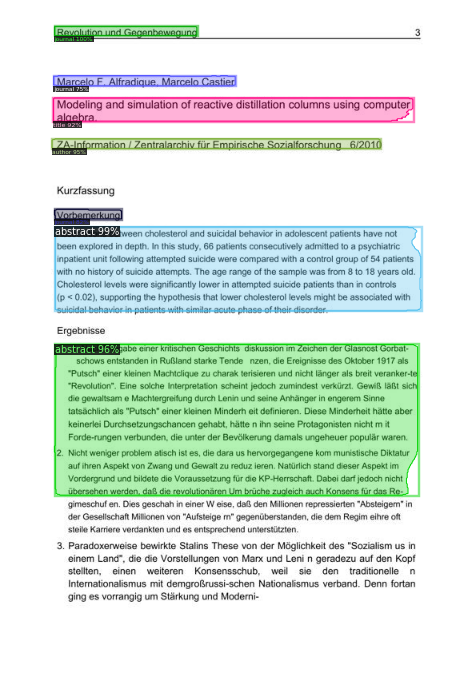 Revolution und Gegenbewegung 3
journal 100%
Marcelo F. Alfradique, Marcelo Castier
journal 75%
Modeling and simulation of reactive distillation columns using computer
algebra.
title 92%
ZA-Information / Zentralarchiv für Empirische Sozialforschung 6/2010
author 95%
Kurzfassung
Vorbemerkung
abstract 99% ween cholesterol and suicidal behavior in adolescent patients have not
been explored in depth. In this study, 66 patients consecutively admitted to a psychiatric
inpatient unit following attempted suicide were compared with a control group of 54 patients
with no history of suicide attempts. The age range of the sample was from 8 to 18 years old.
Cholesterol levels were significantly lower in attempted suicide patients than in controls
(p < 0.02), supporting the hypothesis that lower cholesterol levels might be associated with
suicidal behavior in patients with similar acute phase of their disorder.
Ergebnisse
abstract 96% gabe einer kritischen Geschichts diskussion im Zeichen der Glasnost Gorbat-
schows entstanden in Rußland starke Tende nzen, die Ereignisse des Oktober 1917 als
"Putsch" einer kleinen Machtclique zu charak terisieren und nicht länger als breit veranker-te
"Revolution". Eine solche Interpretation scheint jedoch zumindest verkürzt. Gewiß läßt sich
die gewaltsam e Machtergreifung durch Lenin und seine Anhänger in engerem Sinne
tatsächlich als "Putsch" einer kleinen Minderh eit definieren. Diese Minderheit hätte aber
keinerlei Durchsetzungschancen gehabt, hätte n ihn seine Protagonisten nicht m it
Forde-rungen verbunden, die unter der Bevölkerung damals ungeheuer populär waren.
2. Nicht weniger problem atisch ist es, die dara us hervorgegangene kom munistische Diktatur
auf ihren Aspekt von Zwang und Gewalt zu reduz ieren. Natürlich stand dieser Aspekt im
Vordergrund und bildete die Voraussetzung für die KP-Herrschaft. Dabei darf jedoch nicht
übersehen werden, daß die revolutionären Um brüche zugleich auch Konsens für das Re-
gimeschuf en. Dies geschah in einer W eise, daß den Millionen repressierten "Absteigern" in
der Gesellschaft Millionen von "Aufsteige rn" gegenüberstanden, die dem Regim eihre oft
steile Karriere verdankten und es entsprechend unterstützten.
3. Paradoxerweise bewirkte Stalins These von der Möglichkeit des "Sozialism us in
einem Land", die die Vorstellungen von Marx und Leni n geradezu auf den Kopf
stellten, einen weiteren Konsensschub, weil sie den traditionelle n
Internationalismus mit demgroßrussi-schen Nationalismus verband. Denn fortan
ging es vorrangig um Stärkung und Moderni-